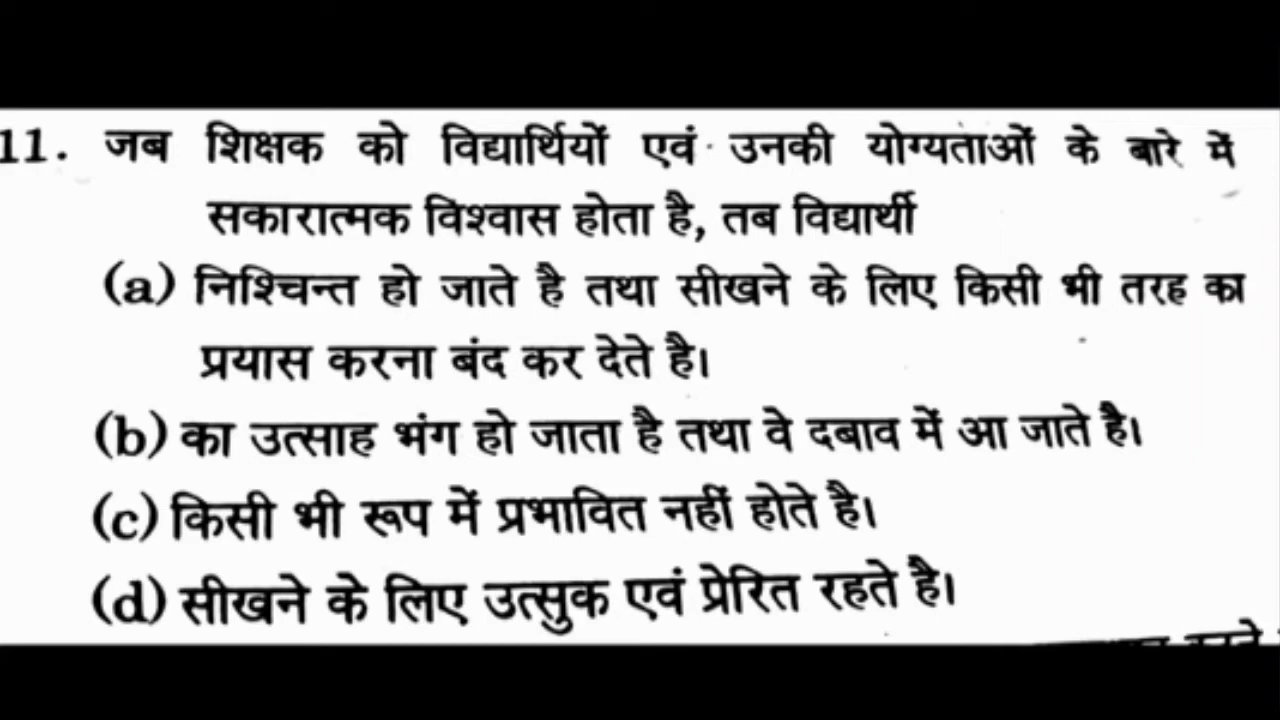 11. जब शिक्षक को विद्यार्थियों एवं उनकी योग्यताओं के बारे में
सकारात्मक विश्वास होता है, तब विद्यार्थी
(a) निश्चिन्त हो जाते है तथा सीखने के लिए किसी भी तरह का
प्रयास करना बंद कर देते है।
(b) का उत्साह भंग हो जाता है तथा वे दबाव में आ जाते है।
(c) किसी भी रूप में प्रभावित नहीं होते है।
(d) सीखने के लिए उत्सुक एवं प्रेरित रहते है।